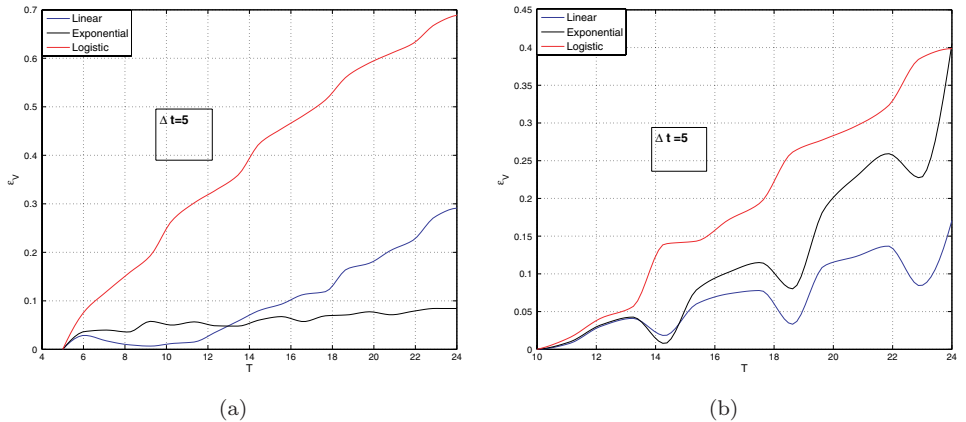 0.7
0.6
0.5
0.4
0.3
0.2
0.1
0
ε_V
Linear
Exponential
Logistic
Δ t=5
4 6 8 10 12 14 16 18 20 22 24
T
(a)
0.45
0.4
0.35
0.3
0.25
0.2
0.15
0.1
0.05
0
ε_V
Linear
Exponential
Logistic
Δ t =5
10 12 14 16 18 20 22 24
T
(b)